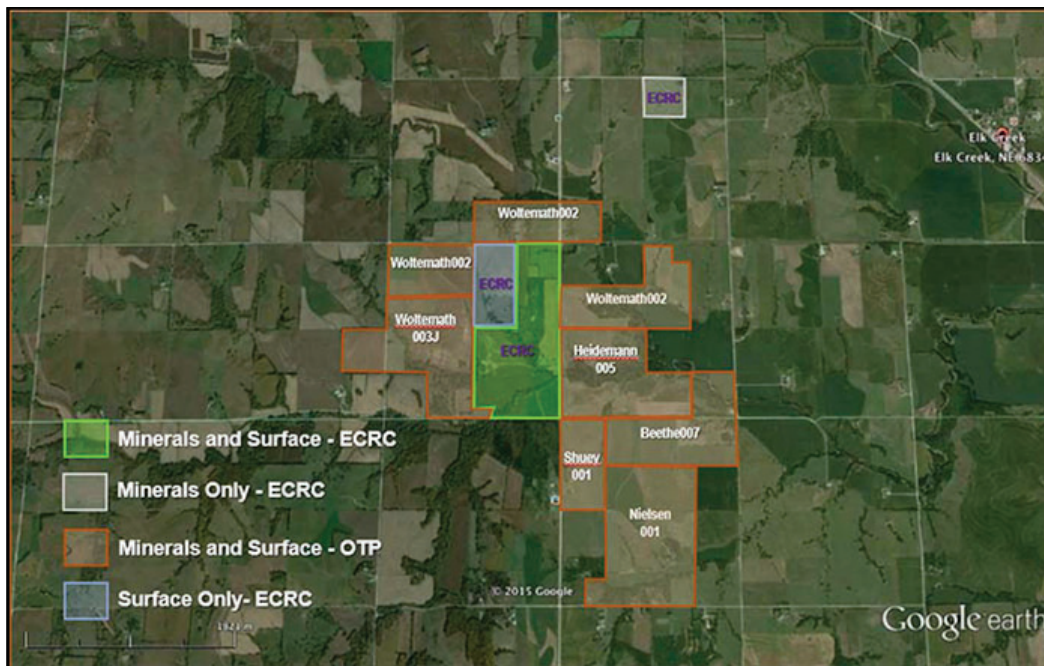 ECRC
Elk Creek
Elk Creek, NE 6834
Woltemath002
Woltemath002
ECRC
Woltemath002
Woltemath
003J
ECRC
Heidemann
005
Beethe007
Shuey
001
Nielsen
001
Minerals and Surface - ECRC
Minerals Only - ECRC
Minerals and Surface - OTP
Surface Only- ECRC
© 2015 Google
1821 m
Google earth